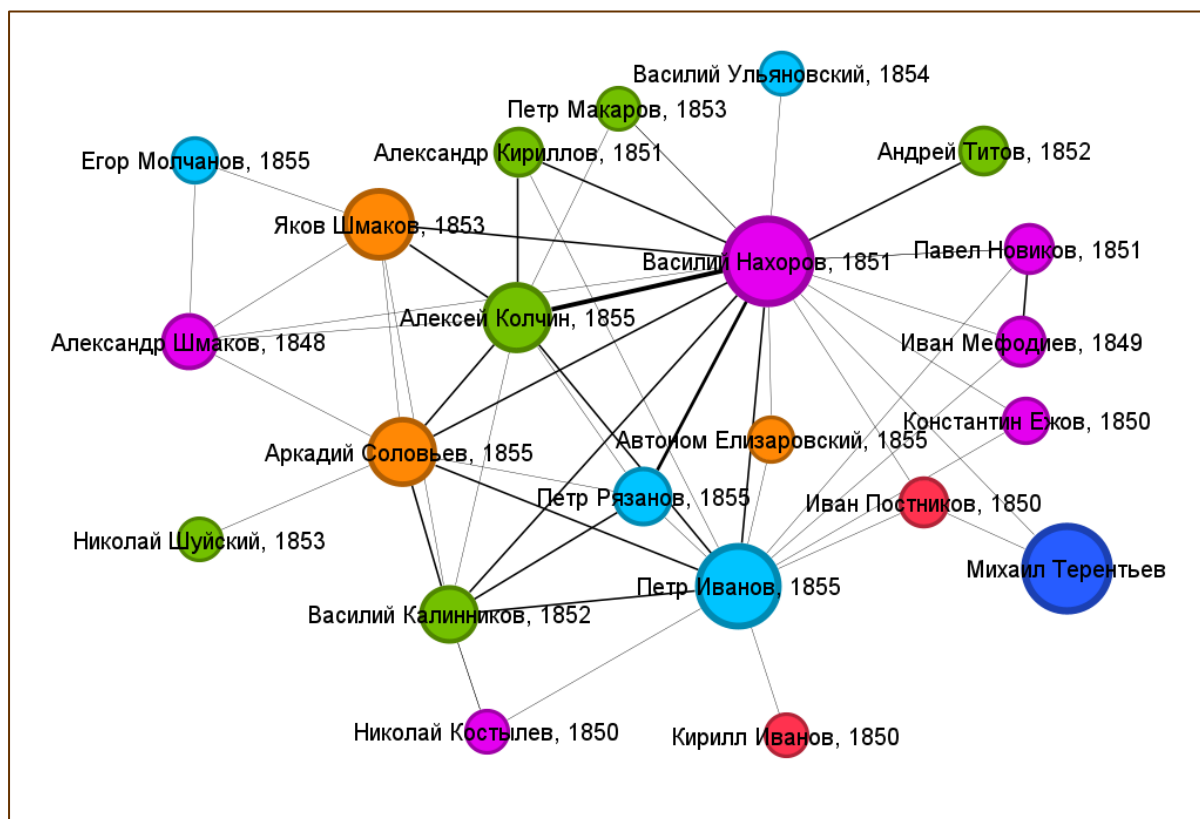 Василий Ульяновский, 1854
Петр Макаров, 1853
Александр Кириллов, 1851
Андрей Титов, 1852
Егор Молчанов, 1855
Яков Шмаков, 1853
Василий Нахоров, 1851
Павел Новиков, 1851
Алексей Колчин, 1855
Александр Шмаков, 1848
Иван Мефодиев, 1849
Константин Ежов, 1850
Автоном Елизаровский, 1855
Аркадий Соловьев, 1855
Петр Рязанов, 1855
Иван Постников, 1850
Николай Шуйский, 1853
Михаил Терентьев
Петр Иванов, 1855
Василий Калинников, 1852
Николай Костылев, 1850
Кирилл Иванов, 1850